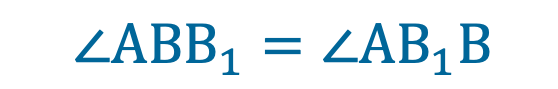 ∠ABB₁ = ∠AB₁B